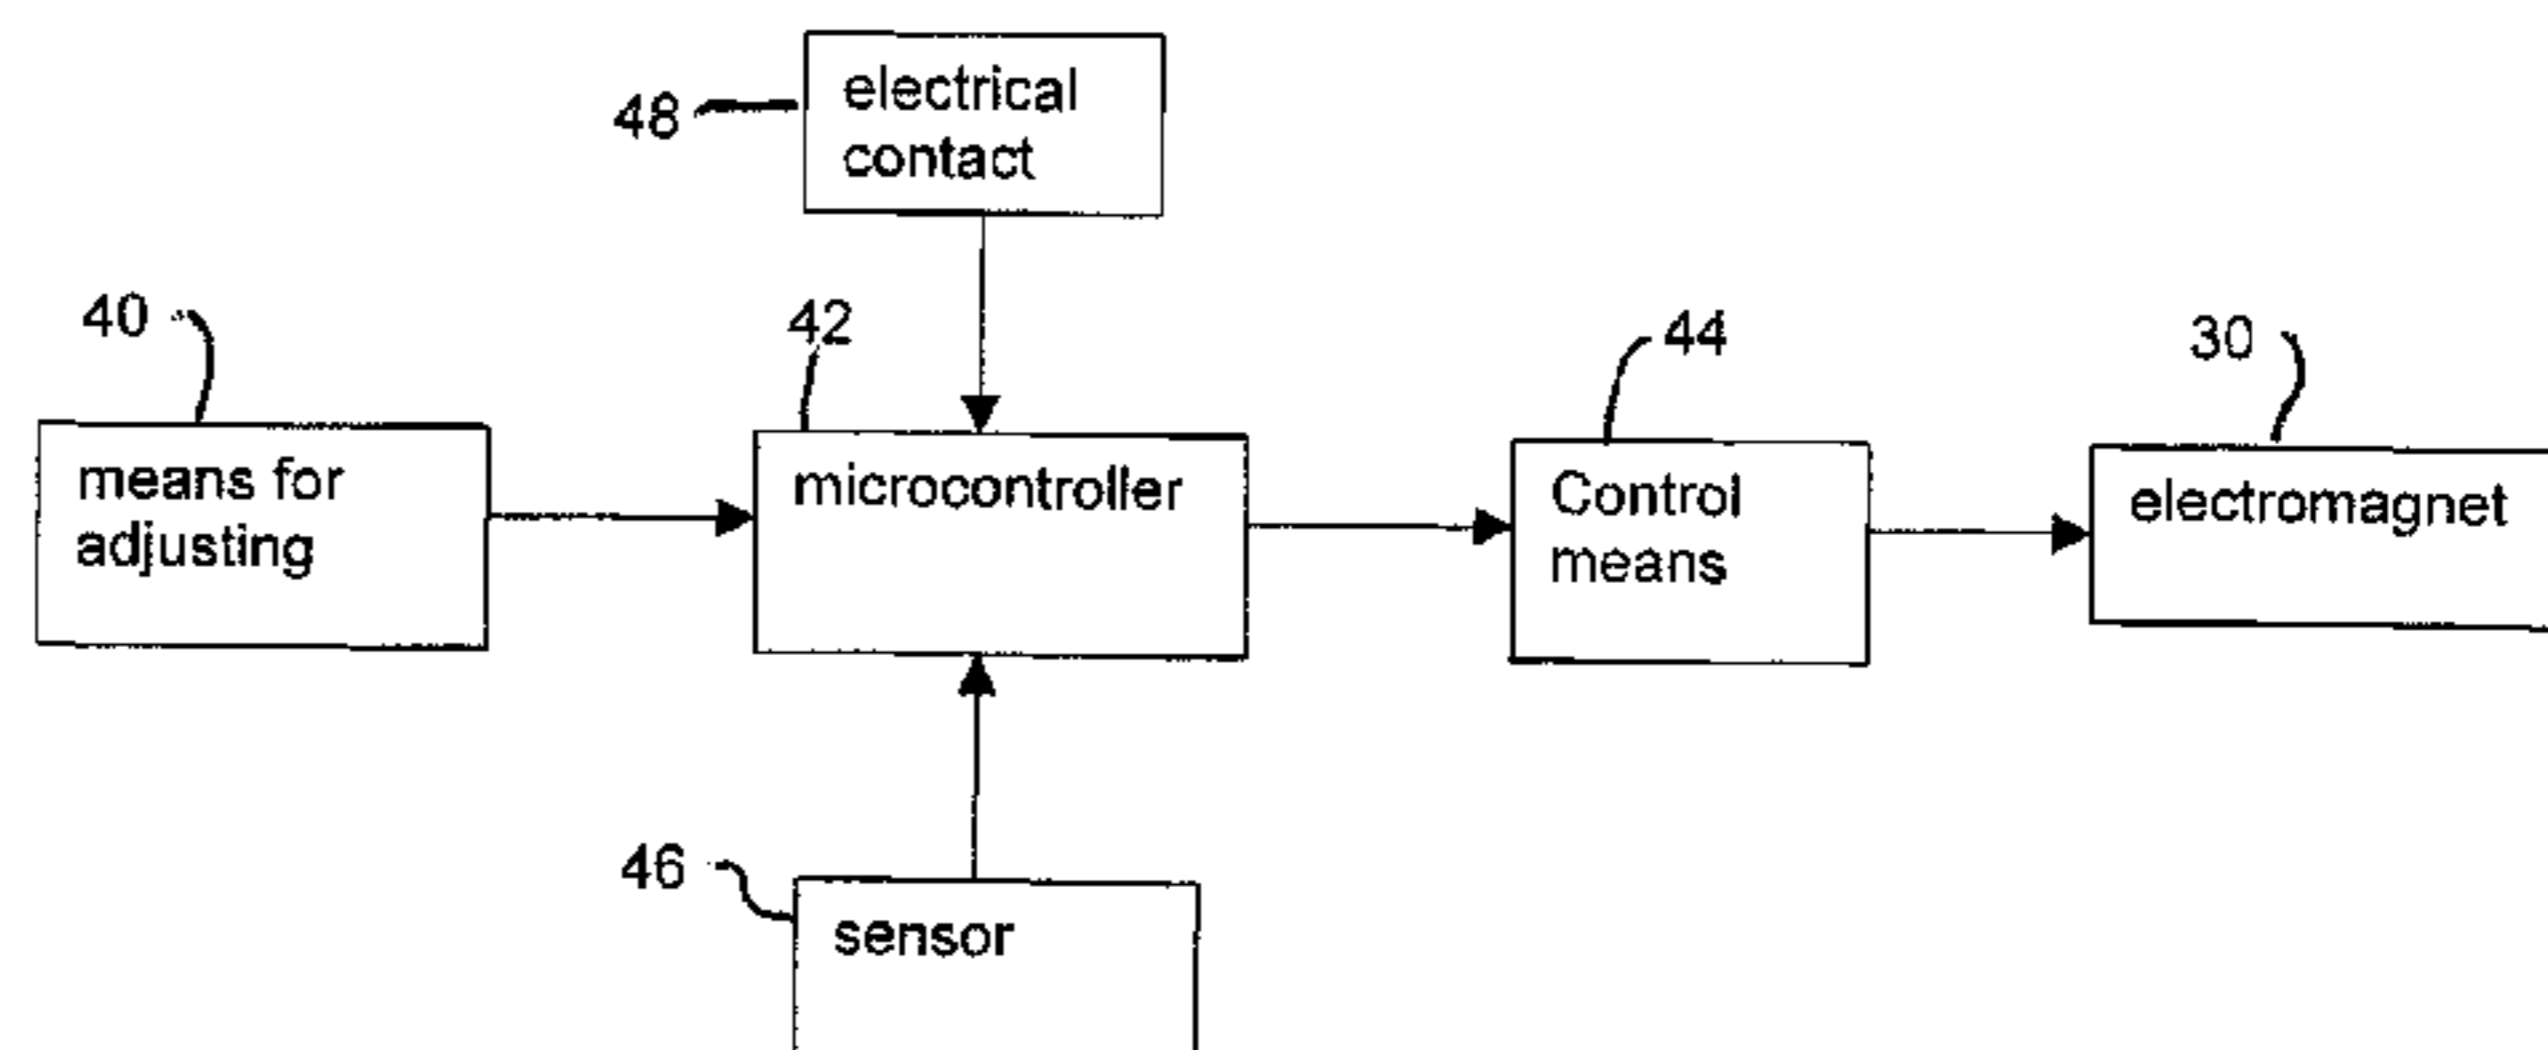 48
electrical
contact
40
42
44
30
means for
adjusting
microcontroller
Control
means
electromagnet
46
sensor